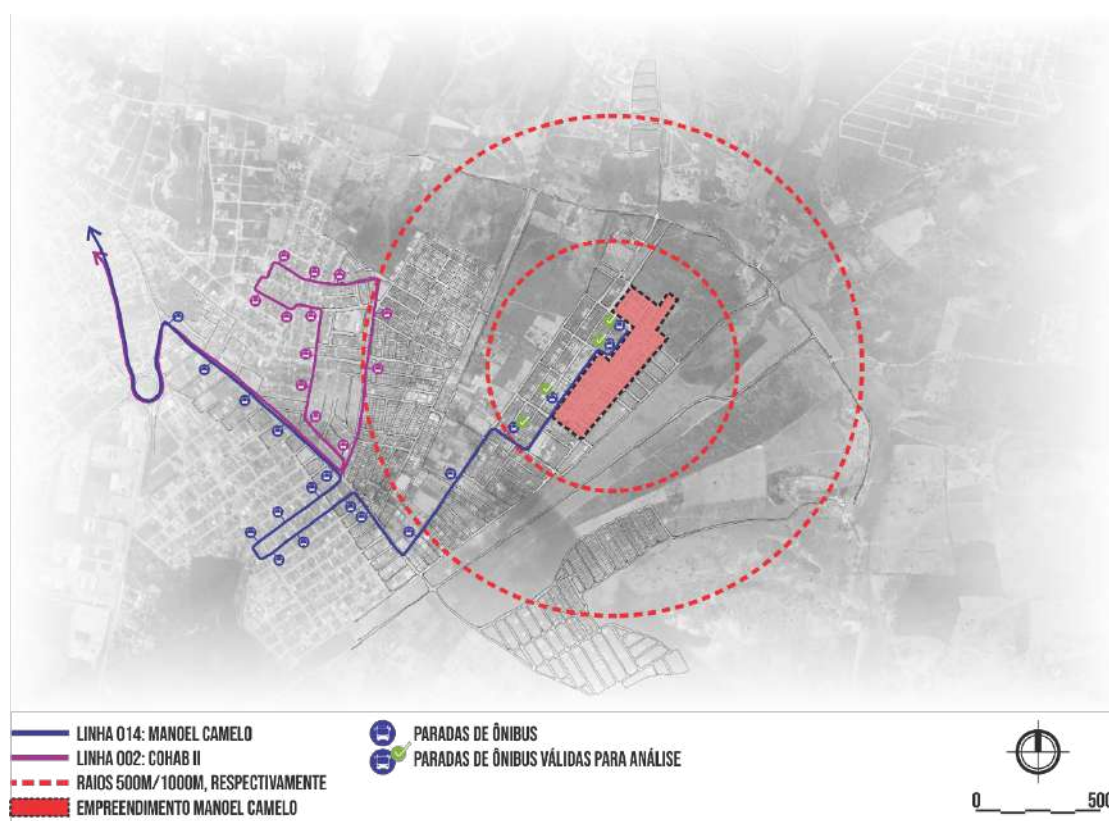 LINHA 014: MANOEL CAMELO
LINHA 002: COHAB II
RAIOS 500M/1000M, RESPECTIVAMENTE
EMPREENDIMENTO MANOEL CAMELO
PARADAS DE ÔNIBUS
PARADAS DE ÔNIBUS VÁLIDAS PARA ANÁLISE
0 500